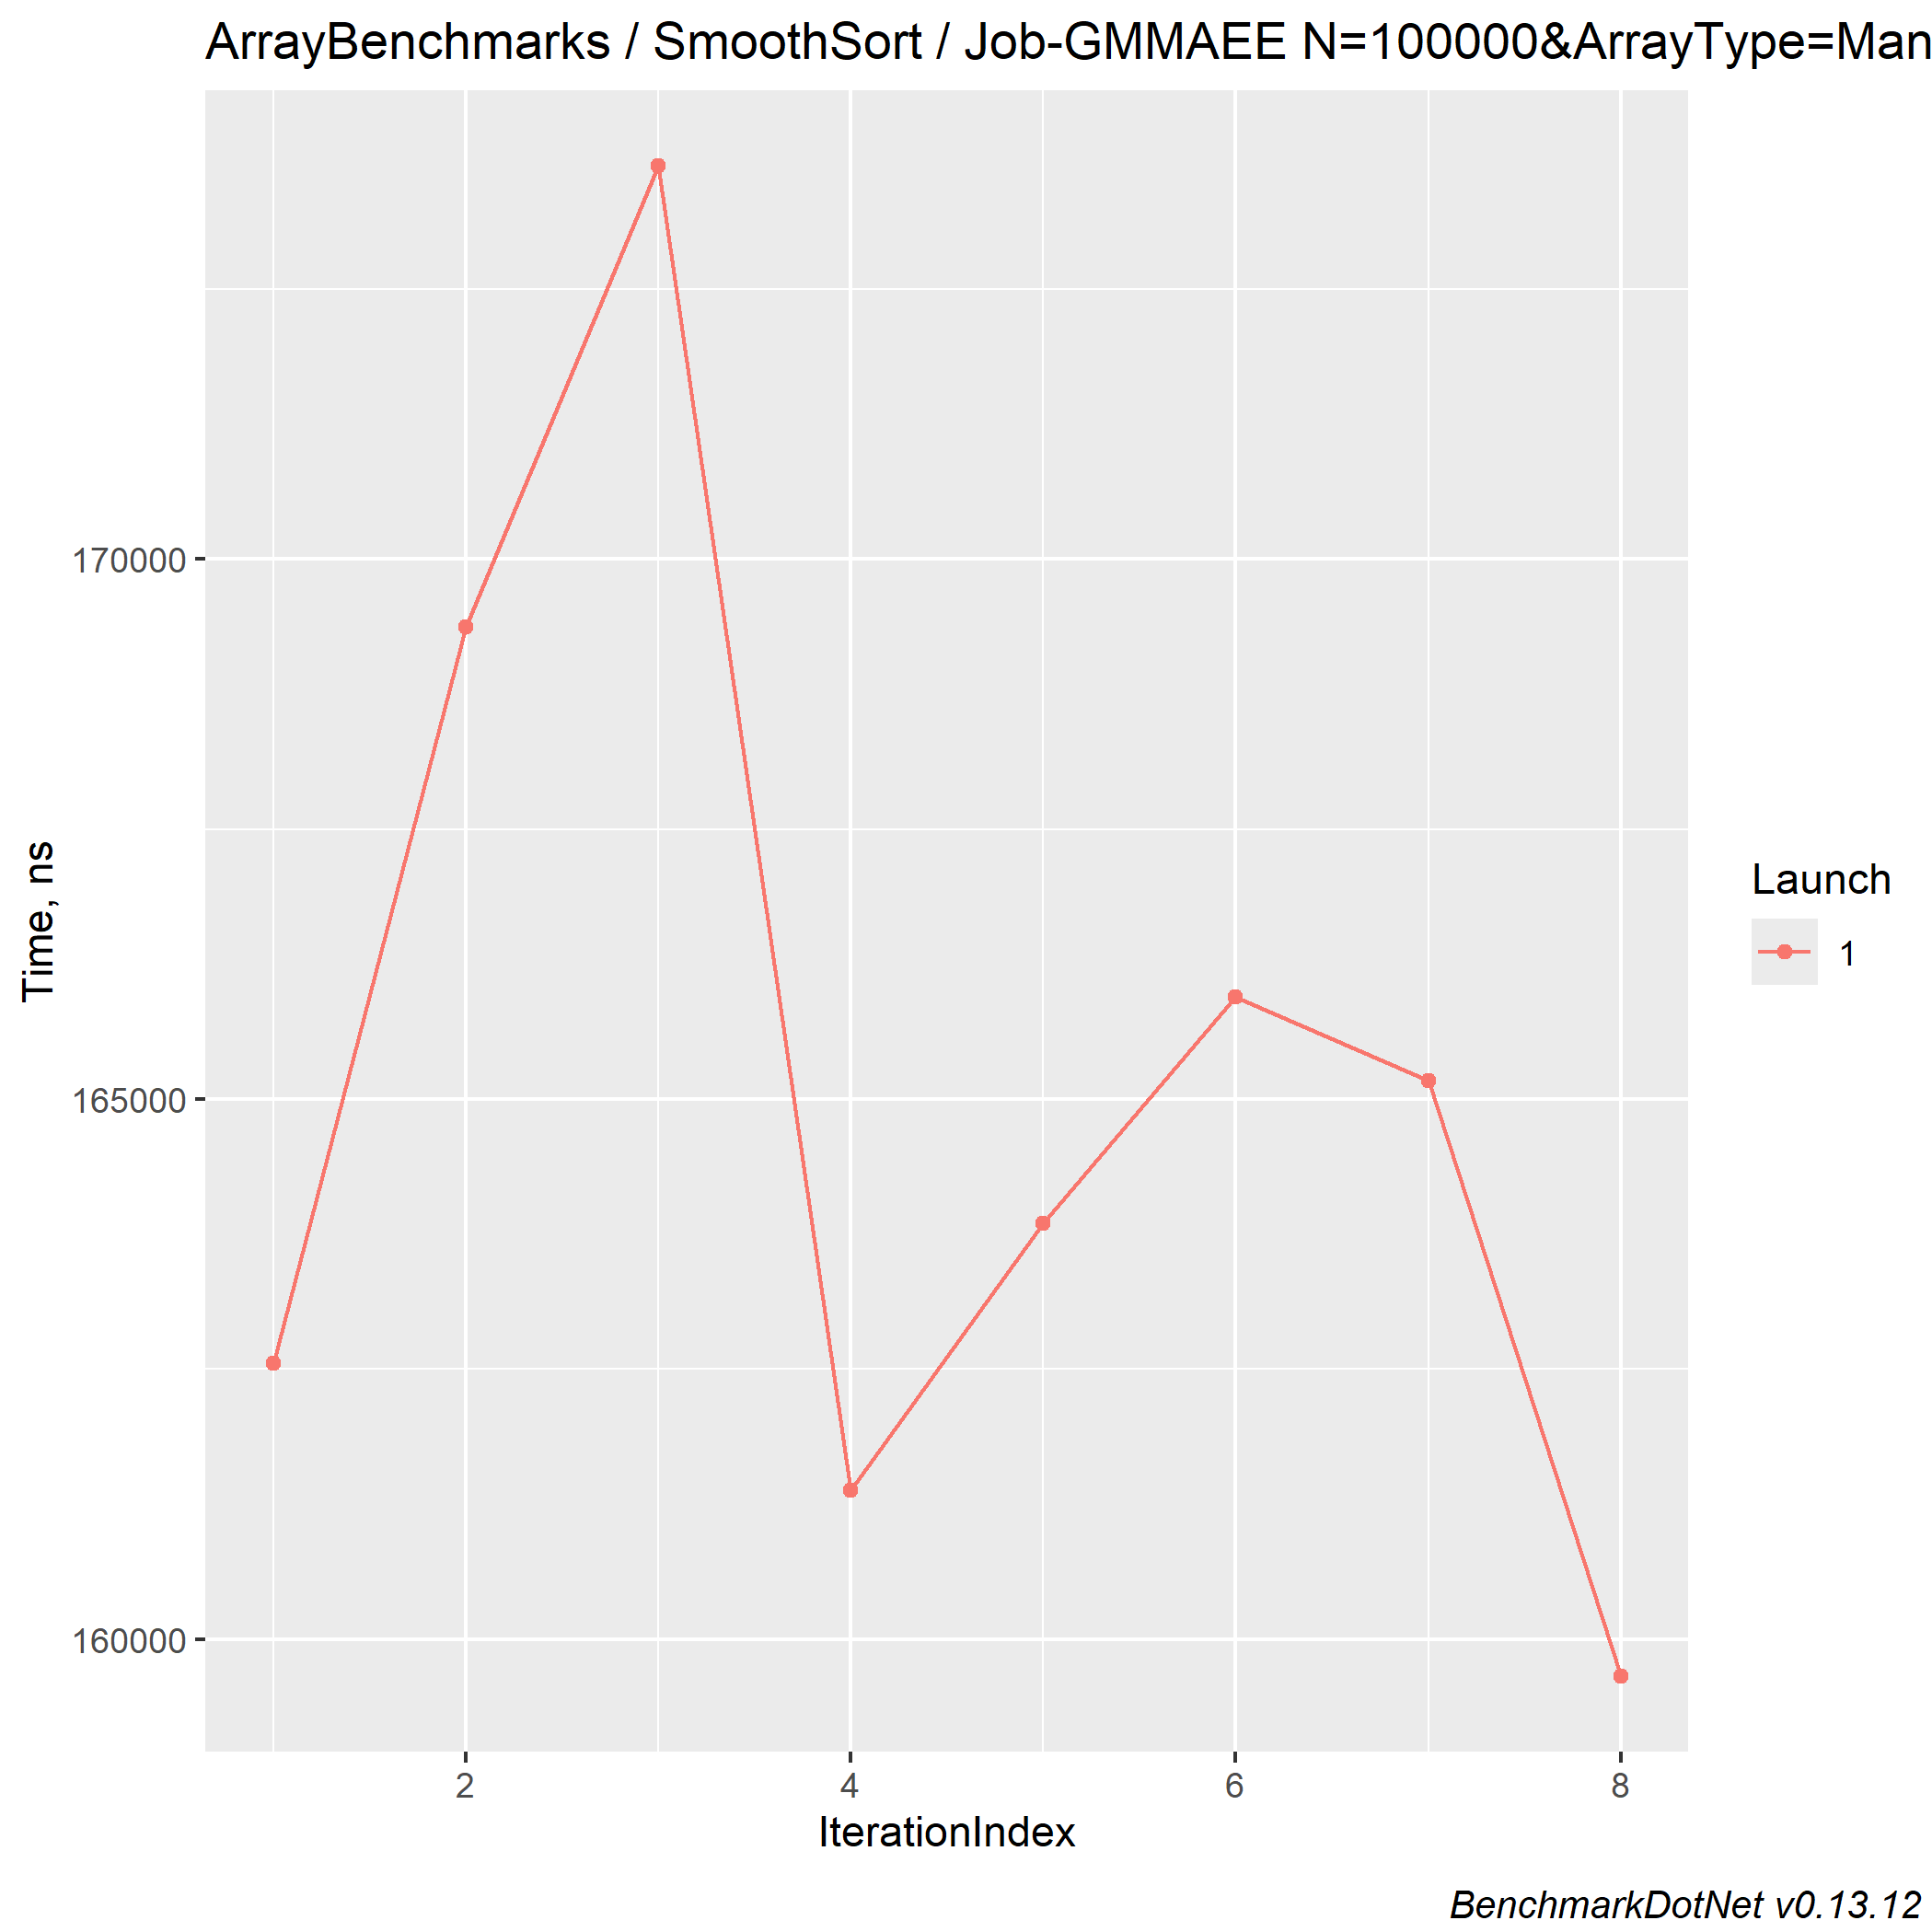 ArrayBenchmarks / SmoothSort / Job-GMMAEE N=100000&ArrayType=Man
Time, ns
170000
165000
160000
2 4 6 8
IterationIndex
Launch
1
BenchmarkDotNet v0.13.12